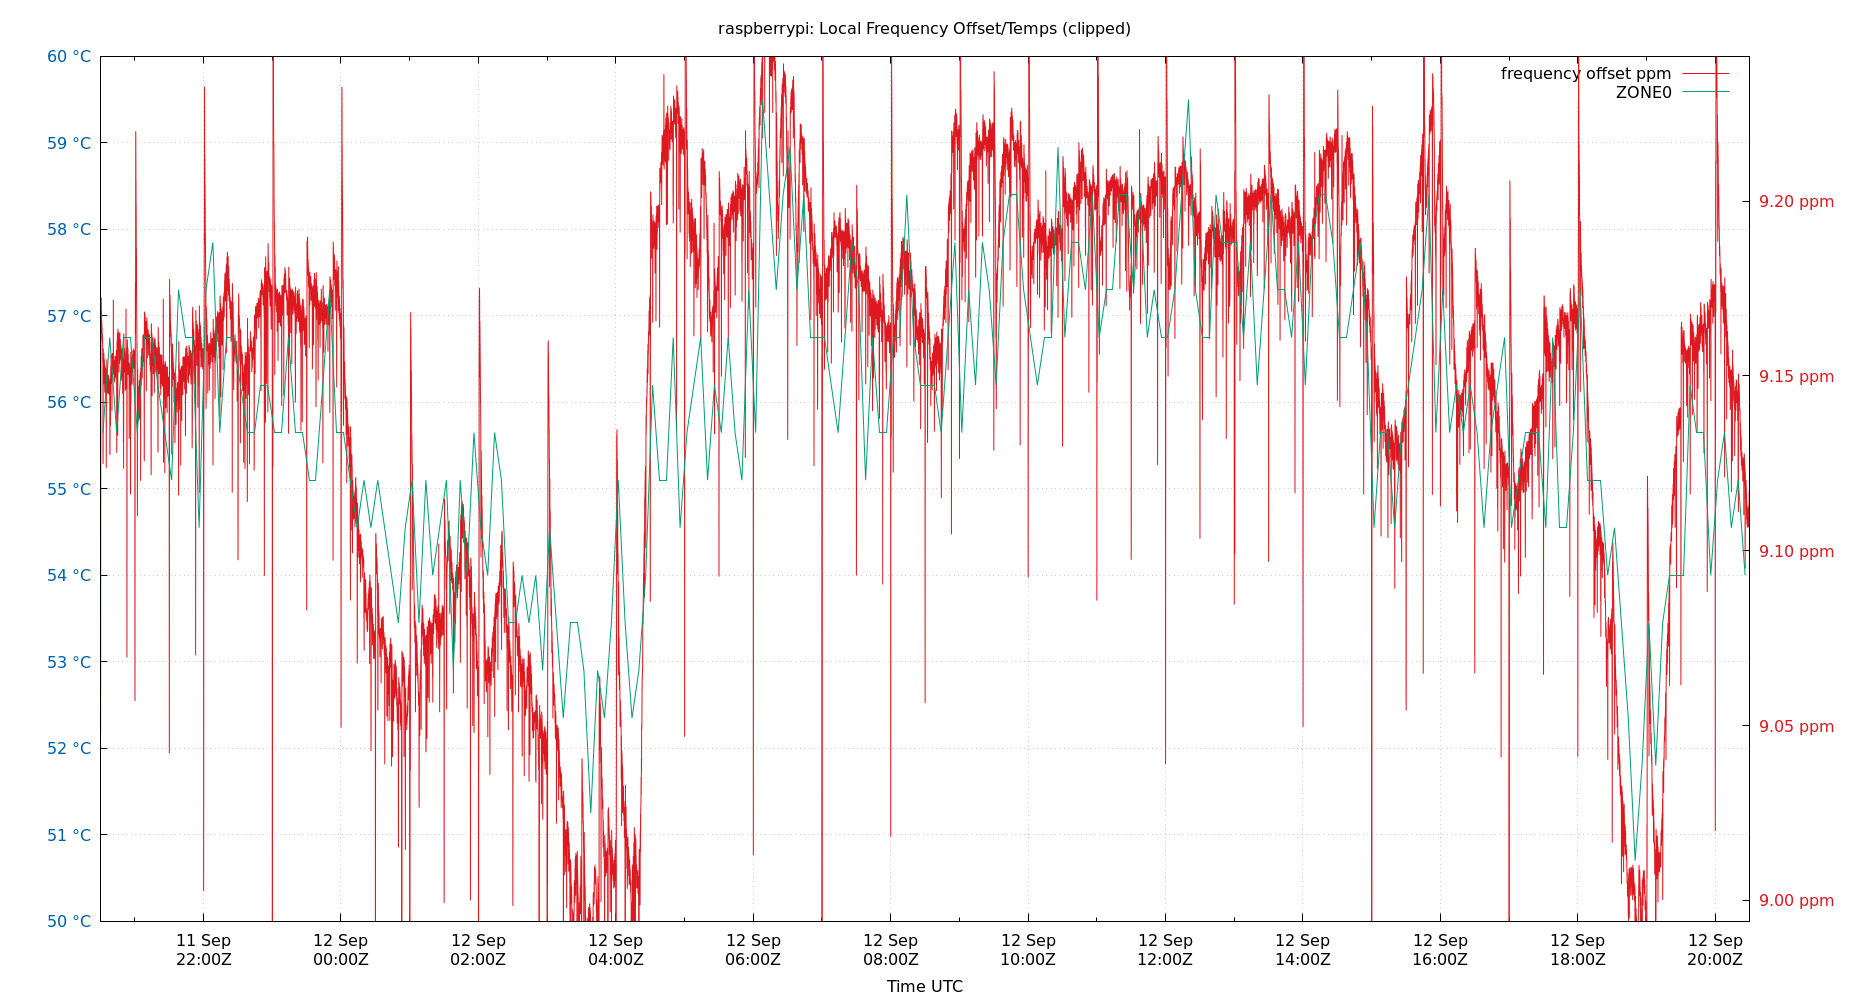 raspberrypi: Local Frequency Offset/Temps (clipped)
frequency offset ppm
ZONE0
60 °C
59 °C
58 °C
57 °C
56 °C
55 °C
54 °C
53 °C
52 °C
51 °C
50 °C
9.20 ppm
9.15 ppm
9.10 ppm
9.05 ppm
9.00 ppm
11 Sep
22:00Z
12 Sep
00:00Z
12 Sep
02:00Z
12 Sep
04:00Z
12 Sep
06:00Z
12 Sep
08:00Z
12 Sep
10:00Z
12 Sep
12:00Z
12 Sep
14:00Z
12 Sep
16:00Z
12 Sep
18:00Z
12 Sep
20:00Z
Time UTC